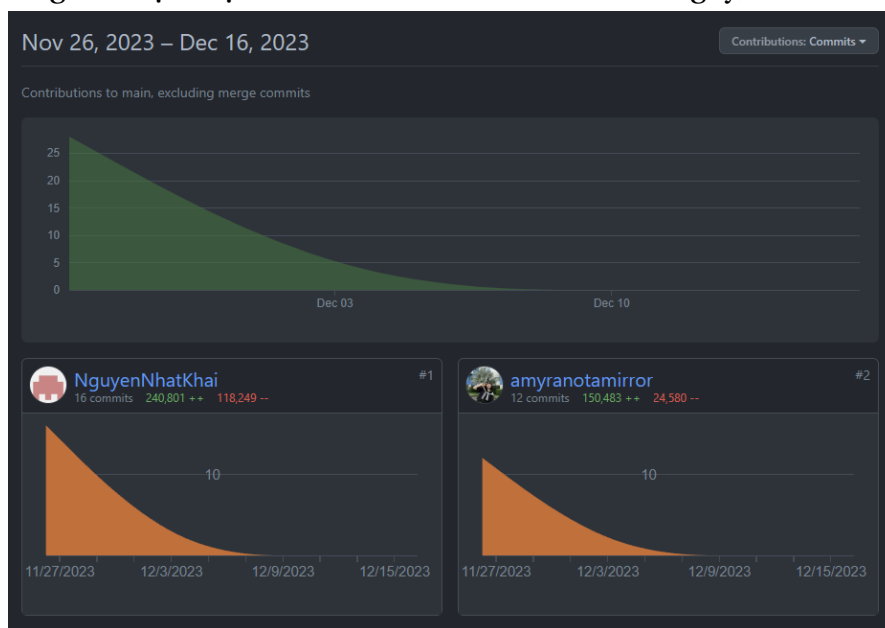 Nov 26, 2023 – Dec 16, 2023
Contributions: Commits
Contributions to main, excluding merge commits
25
20
15
10
5
0
Dec 03 Dec 10
NguyenNhatKhai #1
16 commits 240,801 ++ 118,249 --
10
11/27/2023 12/3/2023 12/9/2023 12/15/2023
amyranotamirror #2
12 commits 150,483 ++ 24,580 --
10
11/27/2023 12/3/2023 12/9/2023 12/15/2023